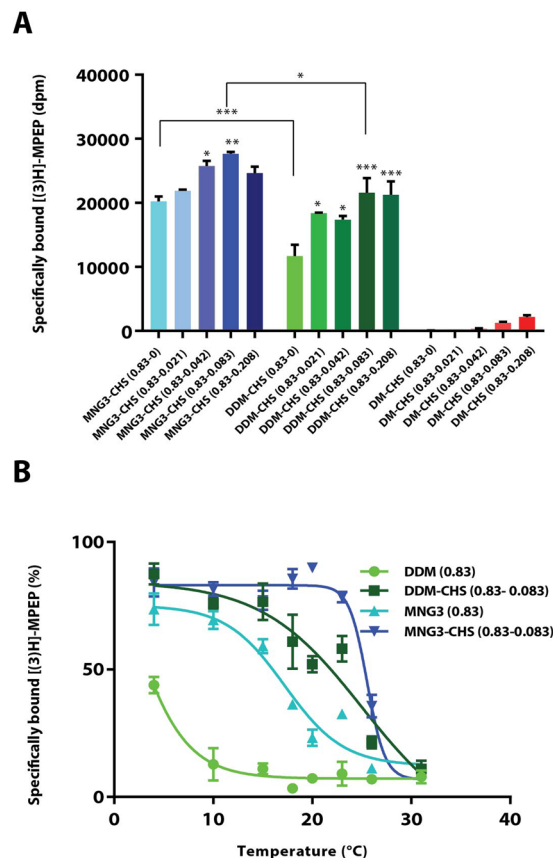 A
Specifically bound [(3)H]-MPEP (dpm)
40000
30000
20000
10000
0
***
*
*
**
*
*
***
***
MNG3-CHS (0.83-0)
MNG3-CHS (0.83-0.021)
MNG3-CHS (0.83-0.042)
MNG3-CHS (0.83-0.083)
MNG3-CHS (0.83-0.208)
DDM-CHS (0.83-0)
DDM-CHS (0.83-0.021)
DDM-CHS (0.83-0.042)
DDM-CHS (0.83-0.083)
DDM-CHS (0.83-0.208)
DM-CHS (0.83-0)
DM-CHS (0.83-0.021)
DM-CHS (0.83-0.042)
DM-CHS (0.83-0.083)
DM-CHS (0.83-0.208)
B
Specifically bound [(3)H]-MPEP (%)
100
50
0
DDM (0.83)
DDM-CHS (0.83- 0.083)
MNG3 (0.83)
MNG3-CHS (0.83-0.083)
0 10 20 30 40
Temperature (°C)